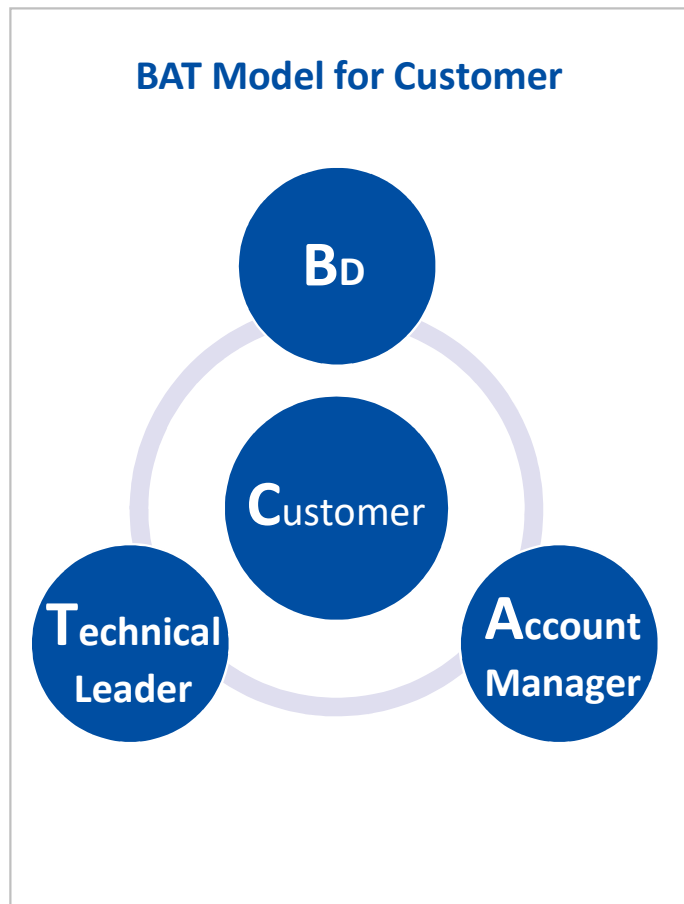 BAT Model for Customer
BD
Customer
Technical
Leader
Account
Manager